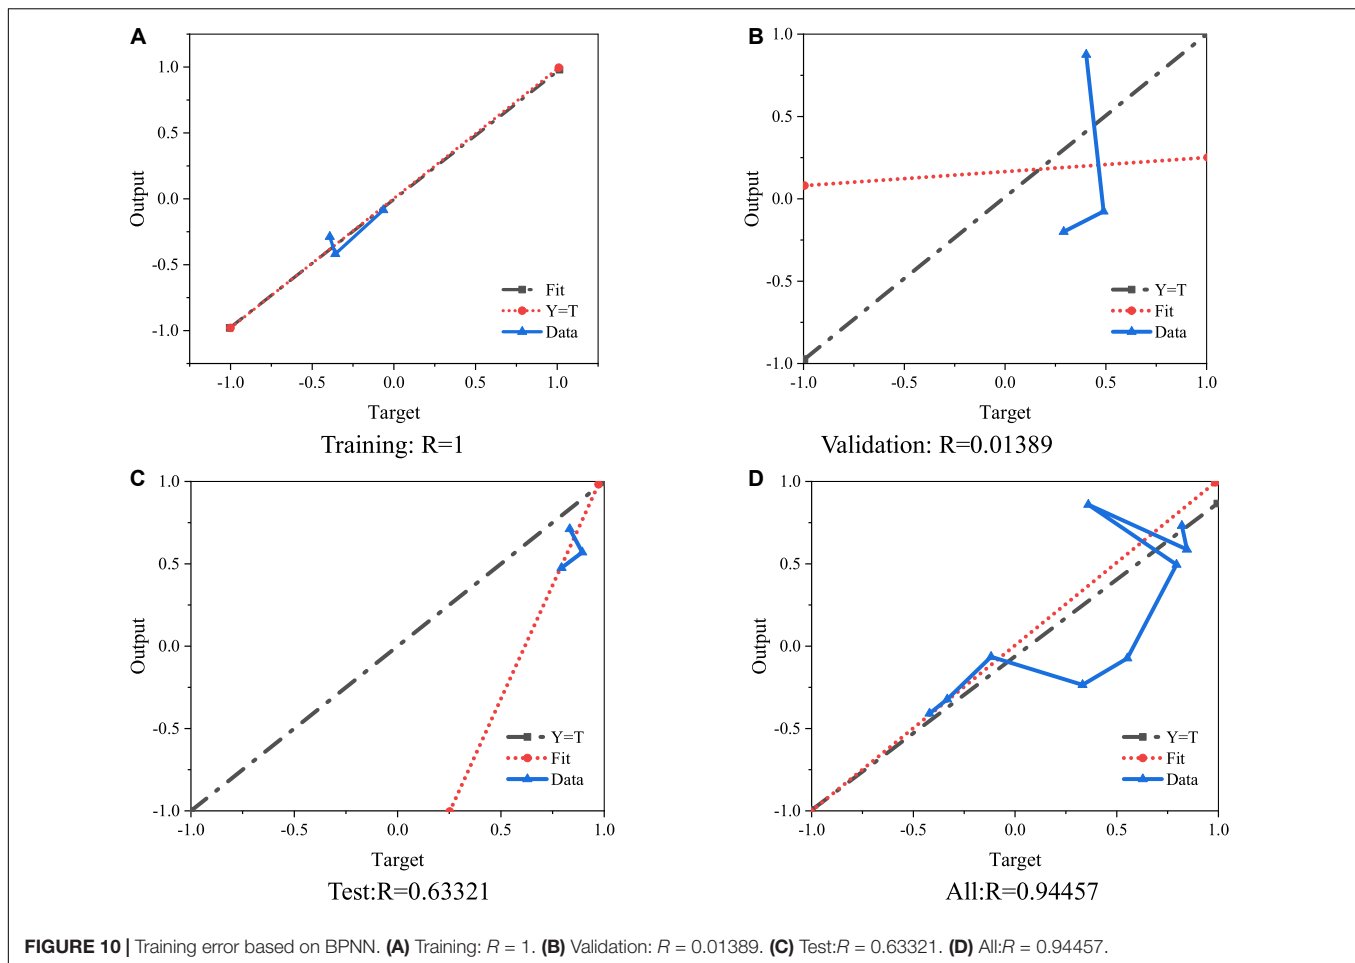 A
1.0
0.5
0.0
-0.5
-1.0
Output
Fit
Y=T
Data
-1.0 -0.5 0.0 0.5 1.0
Target
Training: R=1
B
1.0
0.5
0.0
-0.5
-1.0
Output
Y=T
Fit
Data
-1.0 -0.5 0.0 0.5 1.0
Target
Validation: R=0.01389
C
1.0
0.5
0.0
-0.5
-1.0
Output
Y=T
Fit
Data
-1.0 -0.5 0.0 0.5 1.0
Target
Test:R=0.63321
D
1.0
0.5
0.0
-0.5
-1.0
Output
Y=T
Fit
Data
-1.0 -0.5 0.0 0.5 1.0
Target
All:R=0.94457
FIGURE 10 | Training error based on BPNN. (A) Training: R = 1. (B) Validation: R = 0.01389. (C) Test:R = 0.63321. (D) All:R = 0.94457.